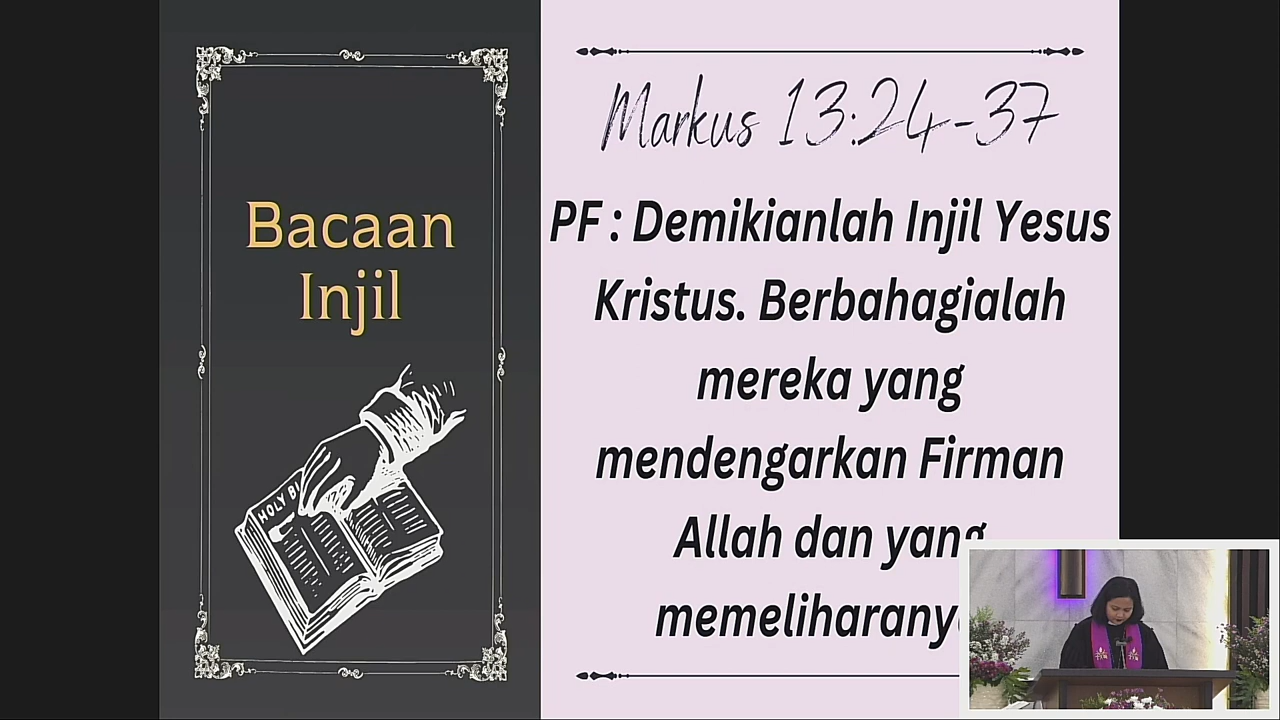 Bacaan
Injil
HOLY BI
Markus 13:24-37
PF : Demikianlah Injil Yesus
Kristus. Berbahagialah
mereka yang
mendengarkan Firman
Allah dan yang
memeliharany